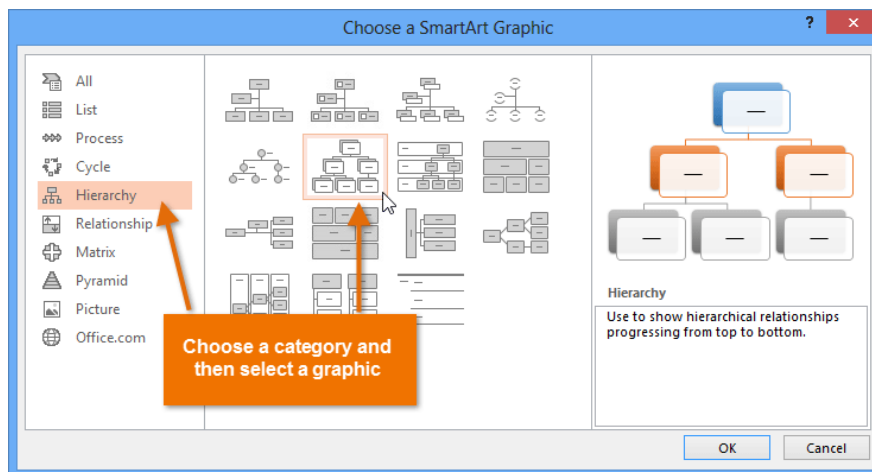 Choose a SmartArt Graphic
?
All
List
Process
Cycle
Hierarchy
Relationship
Matrix
Pyramid
Picture
Office.com
Choose a category and
then select a graphic
Hierarchy
Use to show hierarchical relationships
progressing from top to bottom.
OK
Cancel